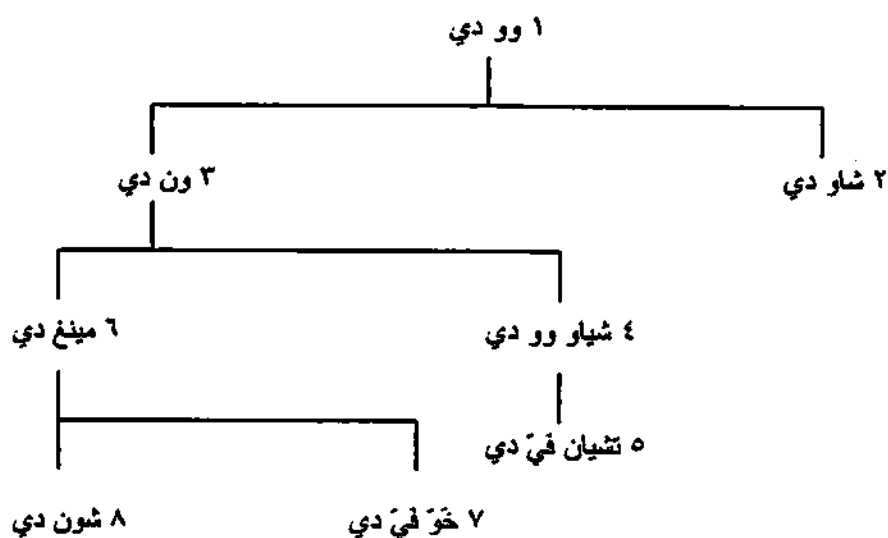 ١ وو دي
٢ شاو دي
٣ ون دي
٤ شياو وو دي
٦ مينغ دي
٥ تشيان فيّ دي
٧ خوّ فيّ دي
٨ شون دي